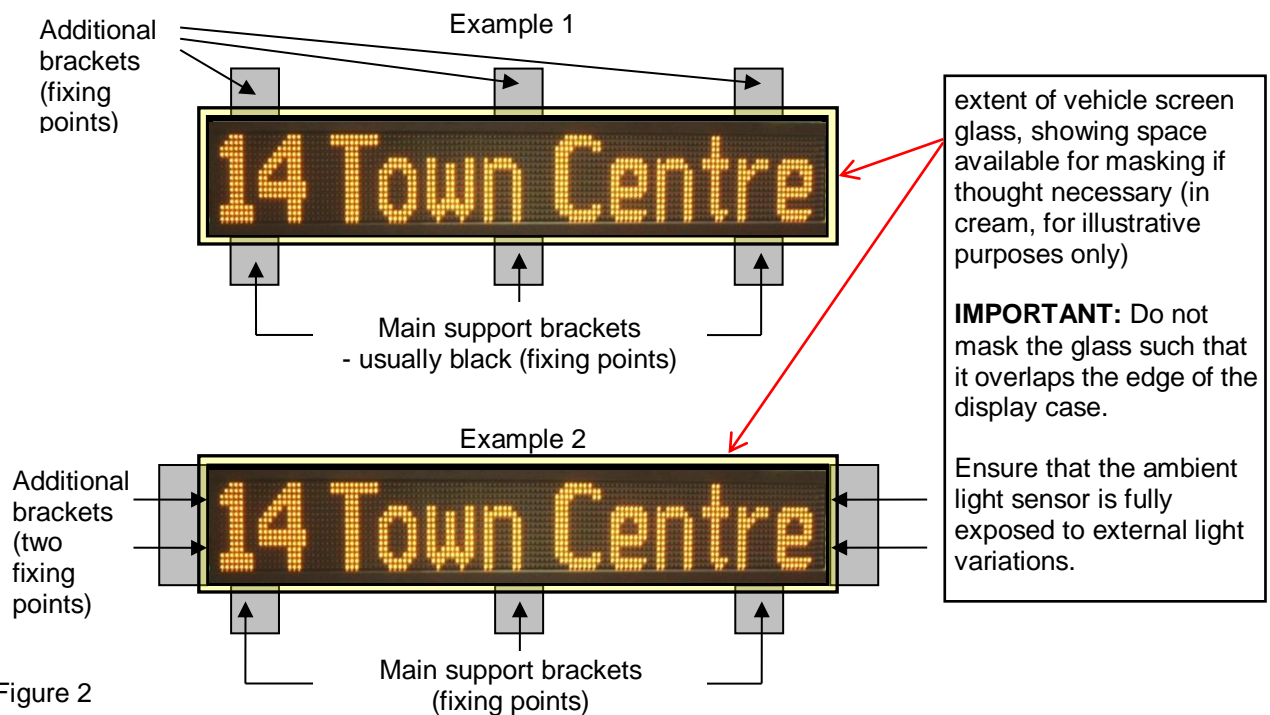 Example 1
Additional
brackets
(fixing
points)
14 Town Centre
Main support brackets
- usually black (fixing points)
extent of vehicle screen
glass, showing space
available for masking if
thought necessary (in
cream, for illustrative
purposes only)
IMPORTANT: Do not
mask the glass such that
it overlaps the edge of the
display case.
Ensure that the ambient
light sensor is fully
exposed to external light
variations.
Example 2
Additional
brackets
(two
fixing
points)
14 Town Centre
Main support brackets
(fixing points)
Figure 2